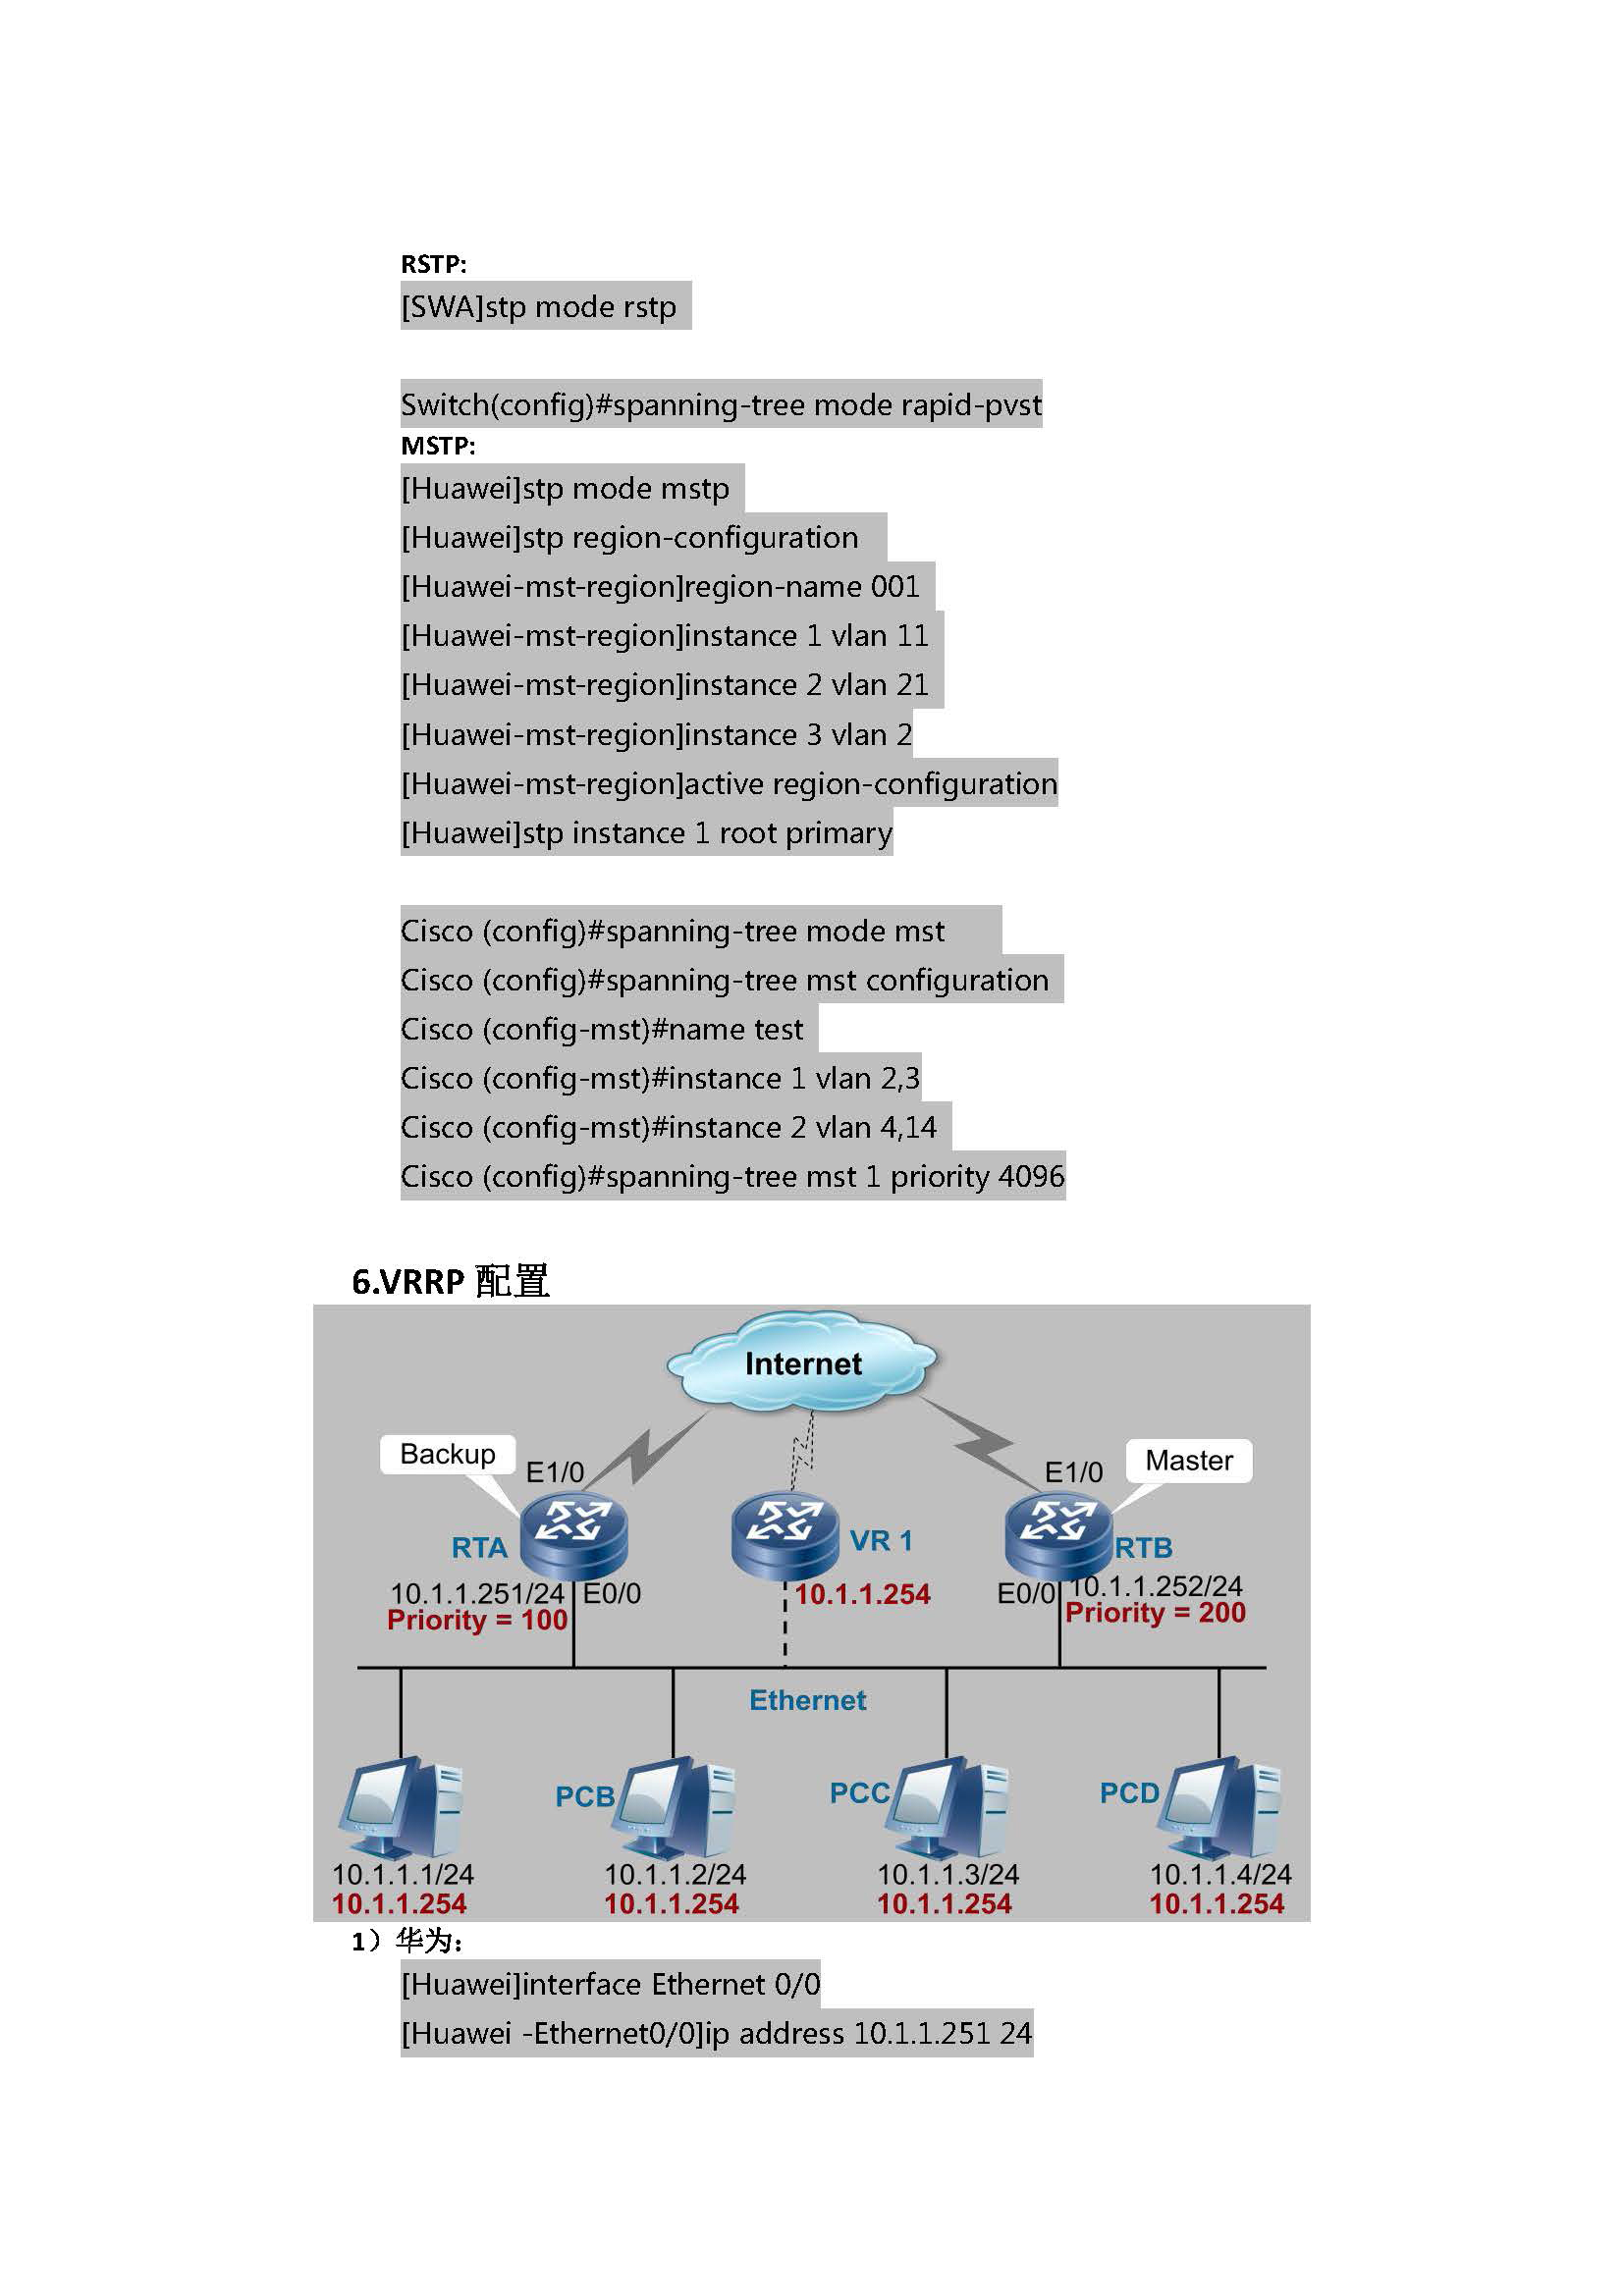 RSTP:
[SWA]stp mode rstp
Switch(config)#spanning-tree mode rapid-pvst
MSTP:
[Huawei]stp mode mstp
[Huawei]stp region-configuration
[Huawei-mst-region]region-name 001
[Huawei-mst-region]instance 1 vlan 11
[Huawei-mst-region]instance 2 vlan 21
[Huawei-mst-region]instance 3 vlan 2
[Huawei-mst-region]active region-configuration
[Huawei]stp instance 1 root primary
Cisco (config)#spanning-tree mode mst
Cisco (config)#spanning-tree mst configuration
Cisco (config-mst)#name test
Cisco (config-mst)#instance 1 vlan 2,3
Cisco (config-mst)#instance 2 vlan 4,14
Cisco (config)#spanning-tree mst 1 priority 4096
6.VRRP 配置
Internet
Backup
E1/0
E1/0
Master
RTA
VR 1
RTB
10.1.1.251/24
E0/0
10.1.1.254
E0/0
10.1.1.252/24
Priority = 100
Priority = 200
Ethernet
PCB
PCC
PCD
10.1.1.1/24
10.1.1.2/24
10.1.1.3/24
10.1.1.4/24
10.1.1.254
10.1.1.254
10.1.1.254
10.1.1.254
1）华为：
[Huawei]interface Ethernet 0/0
[Huawei -Ethernet0/0]ip address 10.1.1.251 24